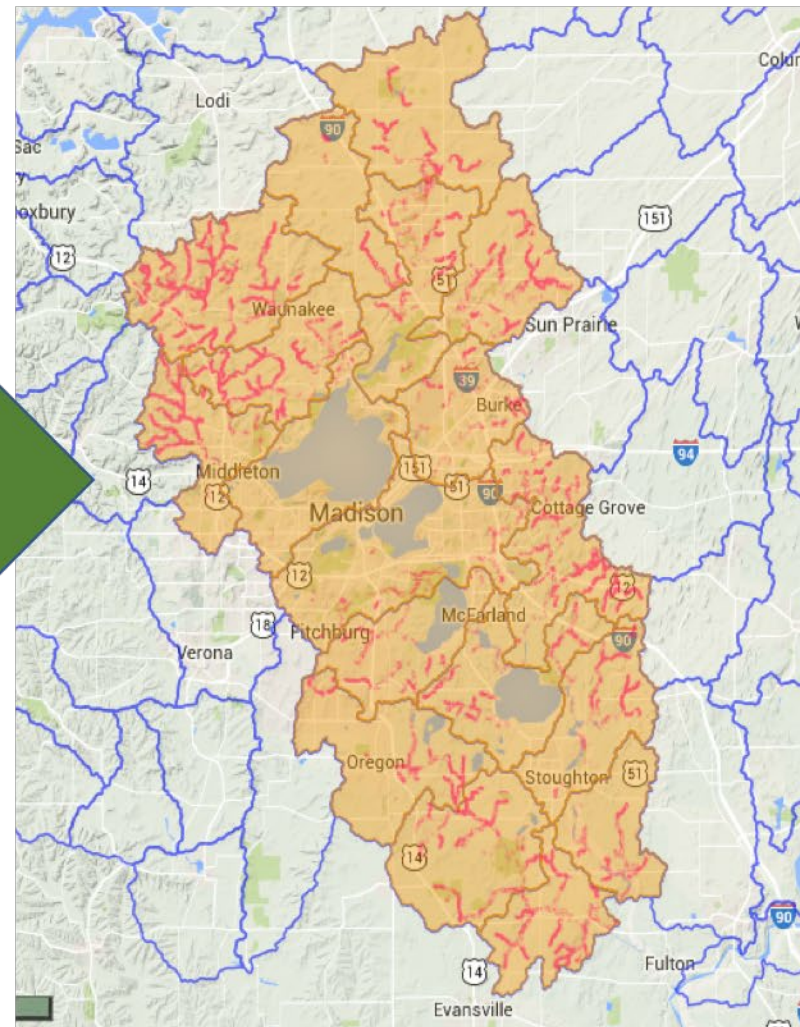 Colu
Lodi
90
Sac
y
oxbury
151
12
51
Waunakee
Sun Prairie
39
Burke
94
Middleton
151
14
12
51
90
Cottage Grove
Madison
12
12
McFarland
18
Fitchburg
90
Verona
Oregon
Stoughton
51
14
90
14
Fulton
Evansville